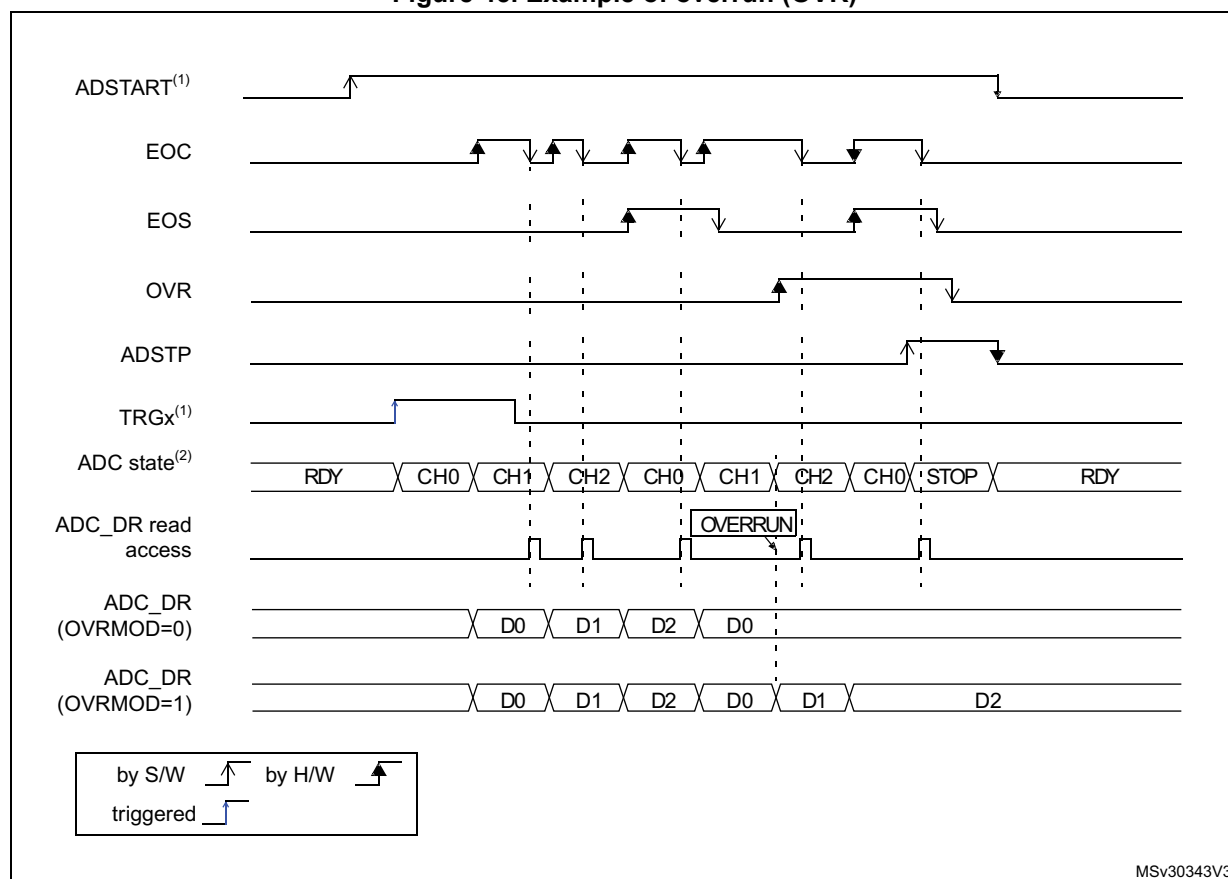 Figure 43. Example of overrun (OVR)
ADSTART(1)
EOC
EOS
OVR
ADSTP
TRGx(1)
ADC state(2)
RDY CH0 CH1 CH2 CH0 CH1 CH2 CH0 STOP RDY
ADC_DR read
access
OVERRUN
ADC_DR
(OVRMOD=0)
D0 D1 D2 D0
ADC_DR
(OVRMOD=1)
D0 D1 D2 D0 D1 D2
by S/W by H/W
triggered
MSv30343V3